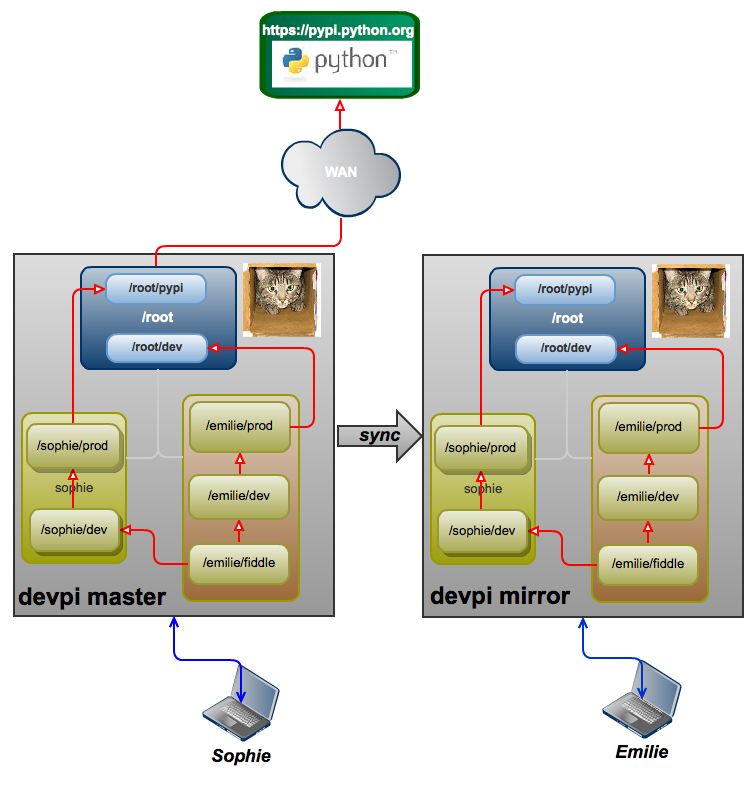 https://pypi.python.org
python™
WAN
/root/pypi
/root
/root/dev
/sophie/prod
sophie
/sophie/dev
/emilie/prod
/emilie/dev
/emilie/fiddle
devpi master
sync
/root/pypi
/root
/root/dev
/sophie/prod
sophie
/sophie/dev
/emilie/prod
/emilie/dev
/emilie/fiddle
devpi mirror
Sophie
Emilie